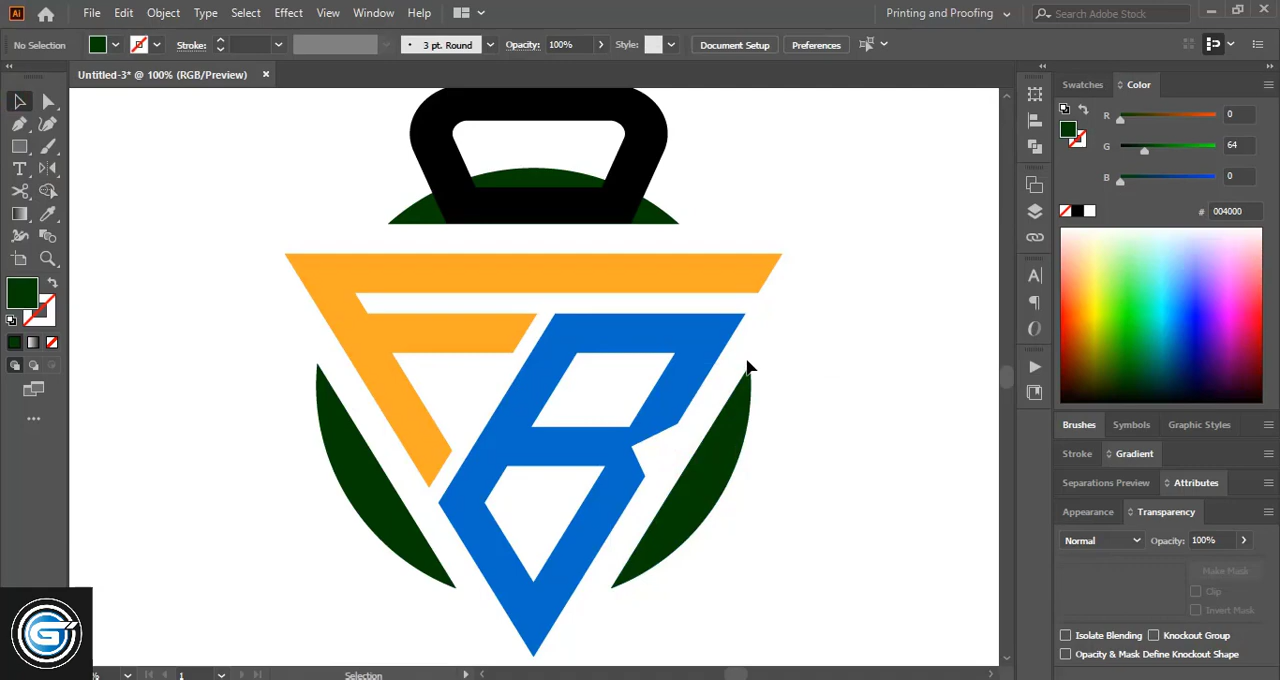 Ai File Edit Object Type Select Effect View Window Help Printing and Proofing Search Adobe Stock
No Selection Stroke: 3 pt. Round Opacity: 100% Style: Document Setup Preferences
Untitled-3* @ 100% (RGB/Preview) ×
Swatches Color
R 0
G 64
B 0
# 004000
Brushes Symbols Graphic Styles
Stroke Gradient
Separations Preview Attributes
Appearance Transparency
Normal Opacity: 100%
Make Mask
Clip
Invert Mask
Isolate Blending Knockout Group
Opacity & Mask Define Knockout Shape
FB
G
% 1 Selection